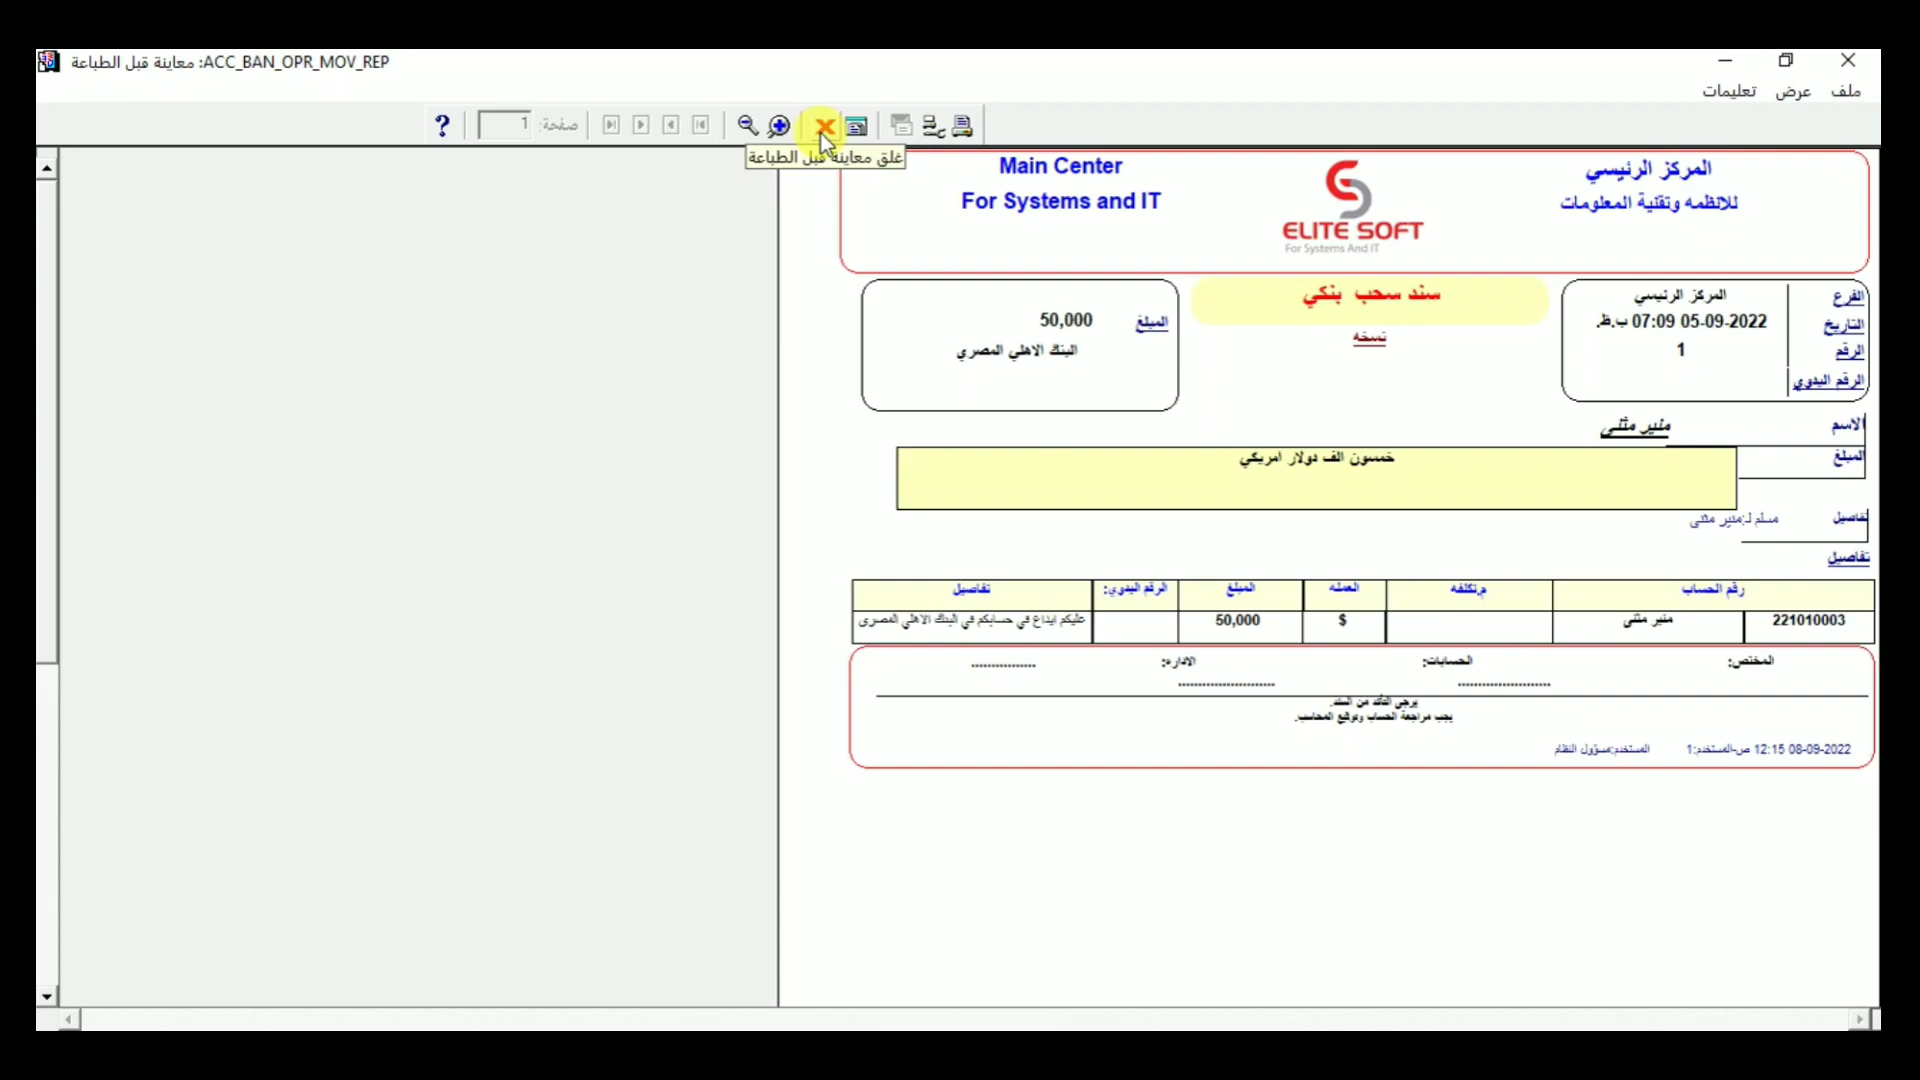 ACC_BAN_OPR_MOV_REP: معاينة قبل الطباعة
ملف عرض تعليمات
صفحة: 1
غلق معاينة قبل الطباعة
المركز الرئيسي
للانظمه وتقنية المعلومات
ELITE SOFT
For Systems And IT
Main Center
For Systems and IT
الفرع المركز الرئيسي
التاريخ 05-09-2022 07:09 ب.ظ.
الرقم 1
الرقم اليدوي
سند سحب بنكي
نسخه
المبلغ 50,000
البنك الاهلي المصري
الاسم منير مثنى
المبلغ خمسون الف دولار امريكي
تفاصيل مسلم لـ:منير مثنى
تفاصيل
رقم الحساب م.تكلفه العمله المبلغ الرقم اليدوي: تفاصيل
221010003 منير مثنى $ 50,000 عليكم ايداع في حسابكم في البنك الاهلي المصري
المختص: الحسابات: الاداره:
يرجى التأكد من السند.
يجب مراجعة الحساب وتوقيع المحاسب.
08-09-2022 12:15 ص-المستخدم:1 المستخدم:مسؤول النظام